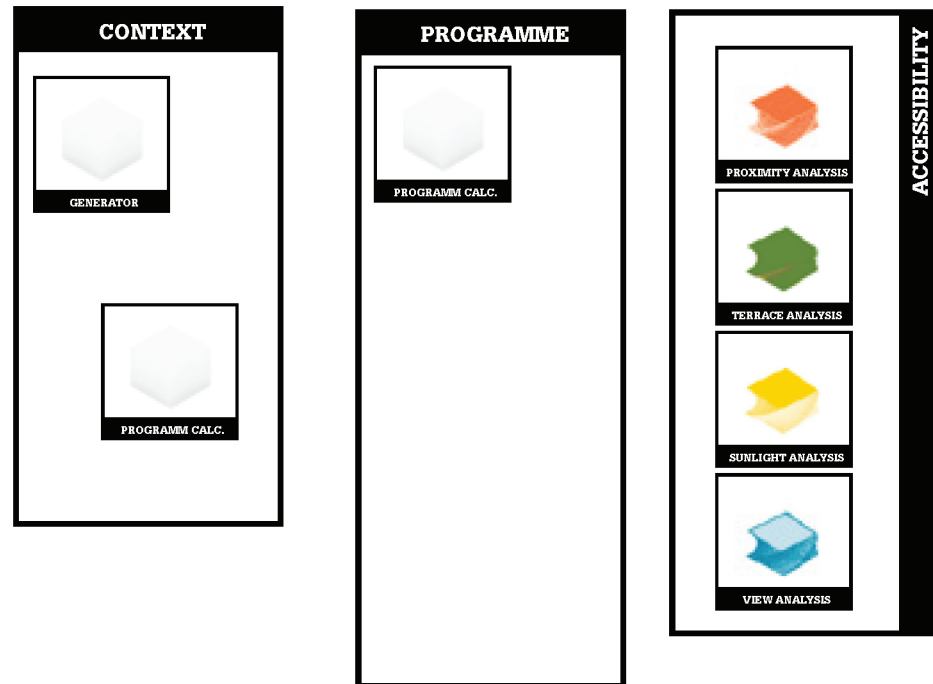 CONTEXT
GENERATOR
PROGRAMM CALC.
PROGRAMME
PROGRAMM CALC.
ACCESSIBILITY
PROXIMITY ANALYSIS
TERRACE ANALYSIS
SUNLIGHT ANALYSIS
VIEW ANALYSIS